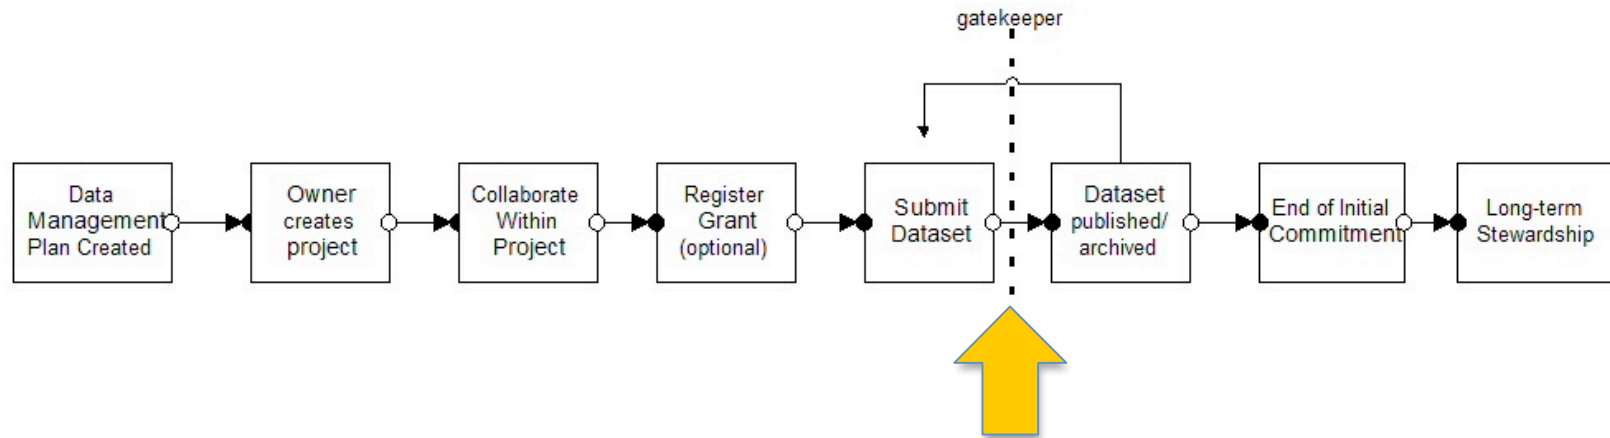 gatekeeper
Data
Management
Plan Created
Owner
creates
project
Collaborate
Within
Project
Register
Grant
(optional)
Submit
Dataset
Dataset
published/
archived
End of Initial
Commitment
Long-term
Stewardship